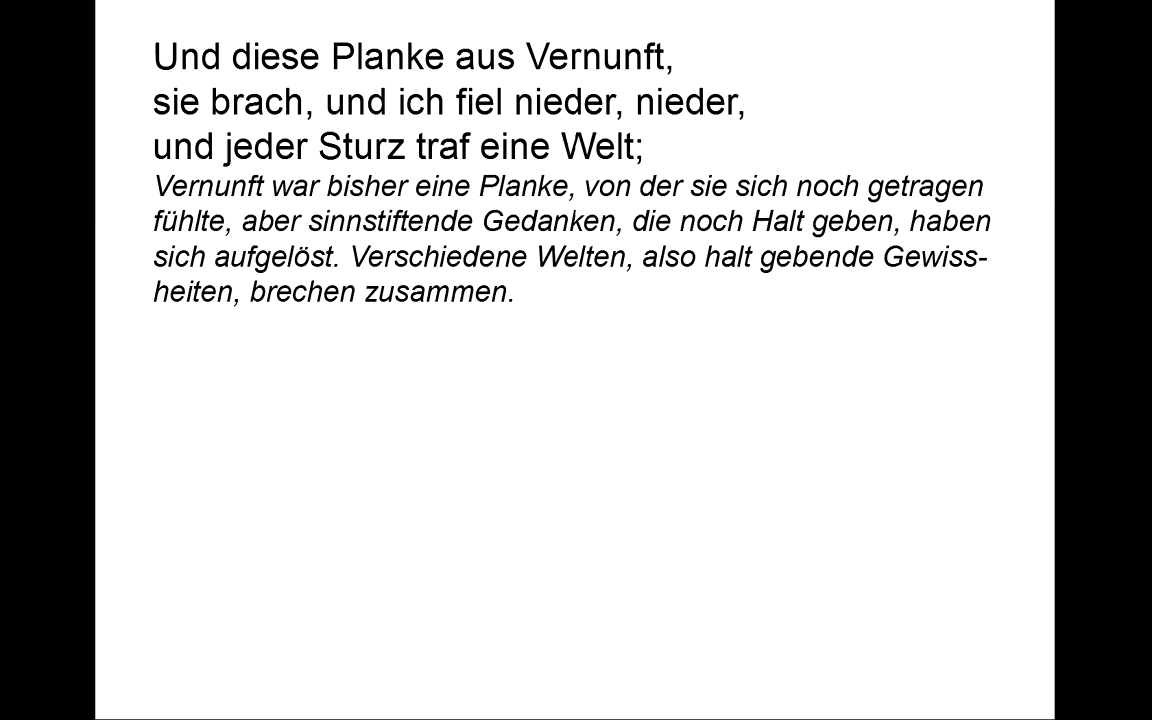 Und diese Planke aus Vernunft,
sie brach, und ich fiel nieder, nieder,
und jeder Sturz traf eine Welt;
Vernunft war bisher eine Planke, von der sie sich noch getragen
fühlte, aber sinnstiftende Gedanken, die noch Halt geben, haben
sich aufgelöst. Verschiedene Welten, also halt gebende Gewiss-
heiten, brechen zusammen.